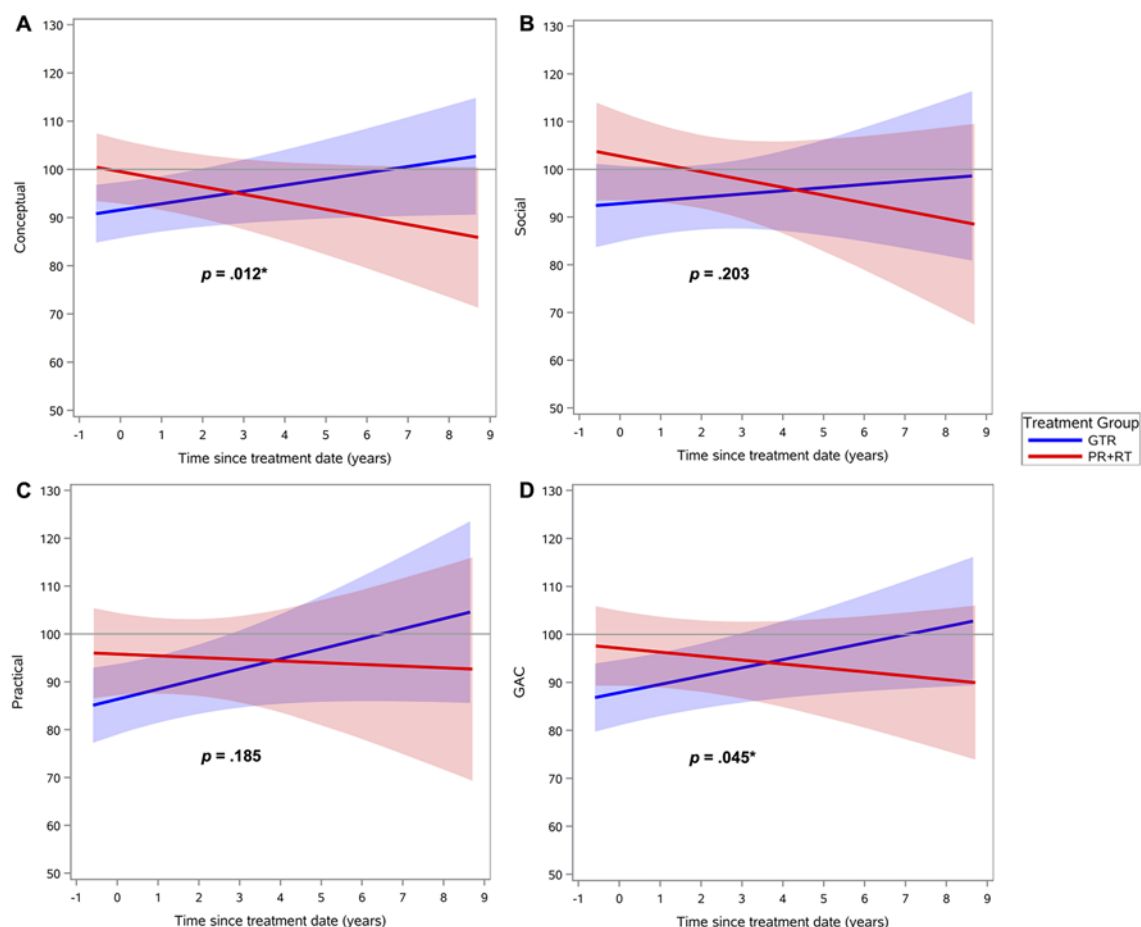 A
130
120
110
100
90
80
70
60
50
Conceptual
p = .012*
-1 0 1 2 3 4 5 6 7 8 9
Time since treatment date (years)
B
130
120
110
100
90
80
70
60
50
Social
p = .203
-1 0 1 2 3 4 5 6 7 8 9
Time since treatment date (years)
Treatment Group
GTR
PR+RT
C
130
120
110
100
90
80
70
60
50
Practical
p = .185
-1 0 1 2 3 4 5 6 7 8 9
Time since treatment date (years)
D
130
120
110
100
90
80
70
60
50
GAC
p = .045*
-1 0 1 2 3 4 5 6 7 8 9
Time since treatment date (years)